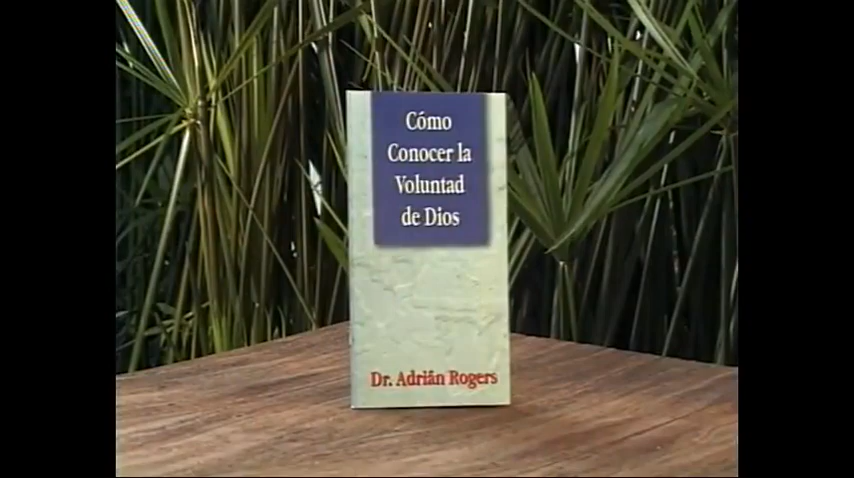 Cómo
Conocer la
Voluntad
de Dios
Dr. Adrián Rogers